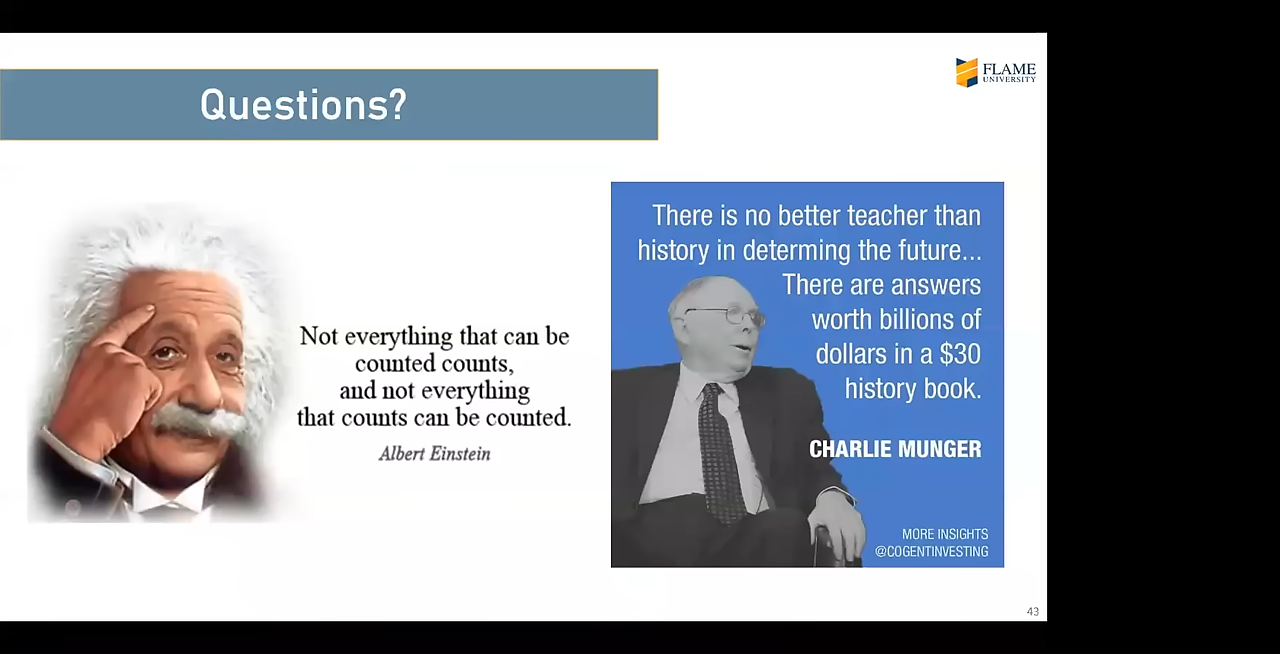 FLAME
UNIVERSITY
Questions?
Not everything that can be
counted counts,
and not everything
that counts can be counted.
Albert Einstein
There is no better teacher than
history in determing the future...
There are answers
worth billions of
dollars in a $30
history book.
CHARLIE MUNGER
MORE INSIGHTS
@COGENTINVESTING
43